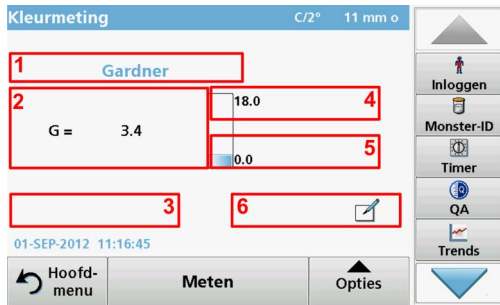 Kleurmeting C/2° 11 mm o
1 Gardner
2
G = 3.4
18.0 4
5
0.0
3 6
01-SEP-2012 11:16:45
Hoofd-
menu
Meten
Opties
Inloggen
Monster-ID
Timer
QA
Trends